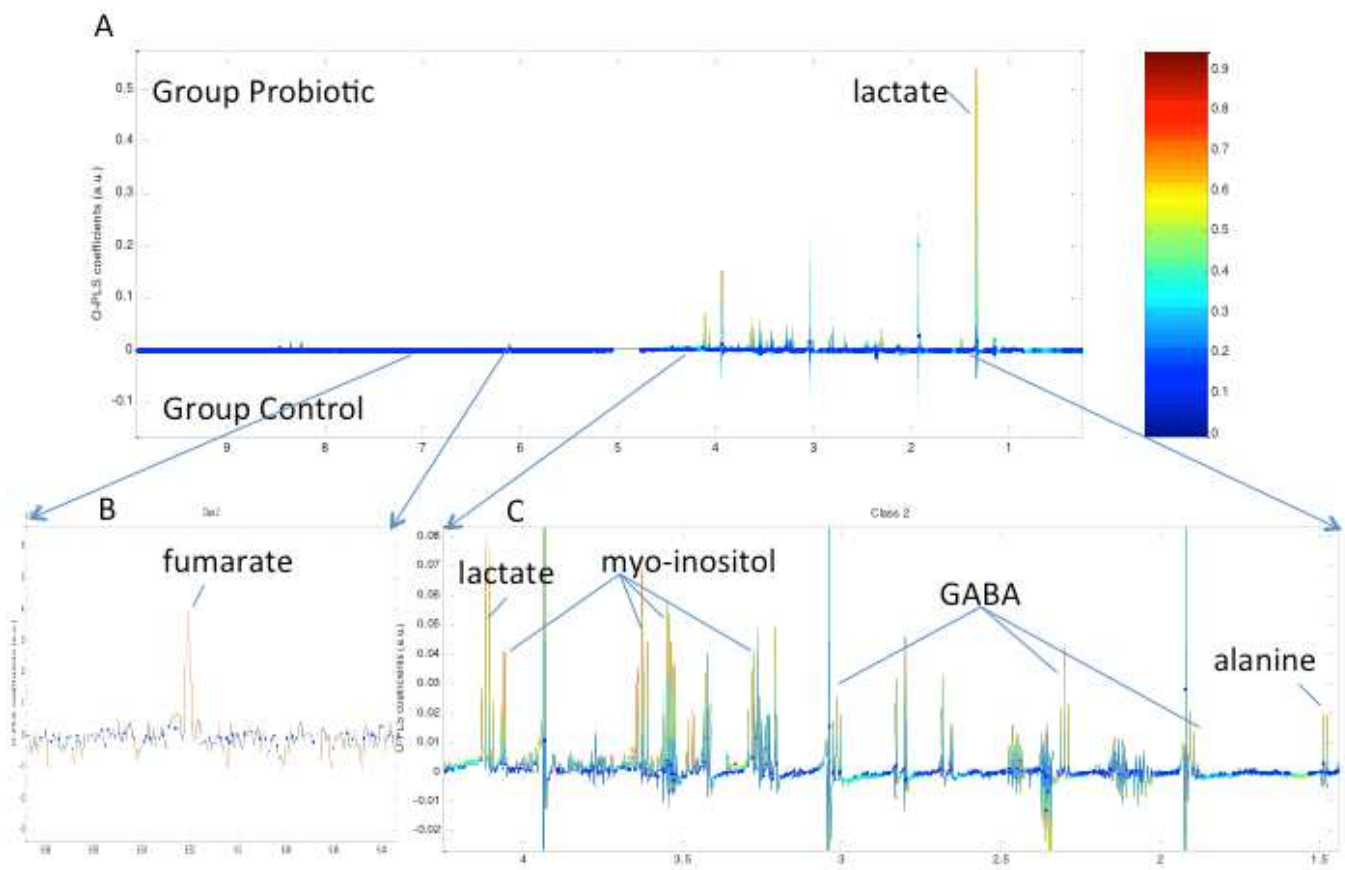 A
Group Probiotic
lactate
O-PLS coefficients (a.u.)
0.5
0.4
0.3
0.2
0.1
0
-0.1
Group Control
9 8 7 6 5 4 3 2 1
0.9
0.8
0.7
0.6
0.5
0.4
0.3
0.2
0.1
0
B
fumarate
C
Class 2
lactate
myo-inositol
GABA
alanine
O-PLS coefficients (a.u.)
0.08
0.07
0.06
0.05
0.04
0.03
0.02
0.01
0
-0.01
-0.02
4 3.5 3 2.5 2 1.5